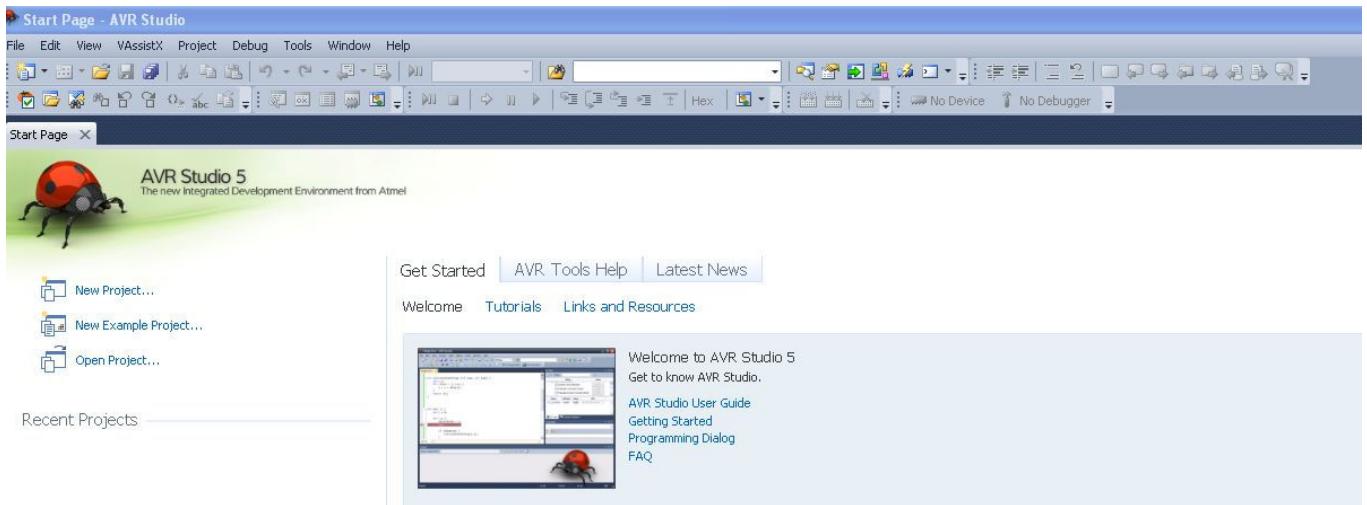 Start Page - AVR Studio
File Edit View VAssistX Project Debug Tools Window Help
Hex No Device No Debugger
Start Page
AVR Studio 5
The new Integrated Development Environment from Atmel
New Project...
New Example Project...
Open Project...
Recent Projects
Get Started AVR Tools Help Latest News
Welcome Tutorials Links and Resources
Welcome to AVR Studio 5
Get to know AVR Studio.
AVR Studio User Guide
Getting Started
Programming Dialog
FAQ